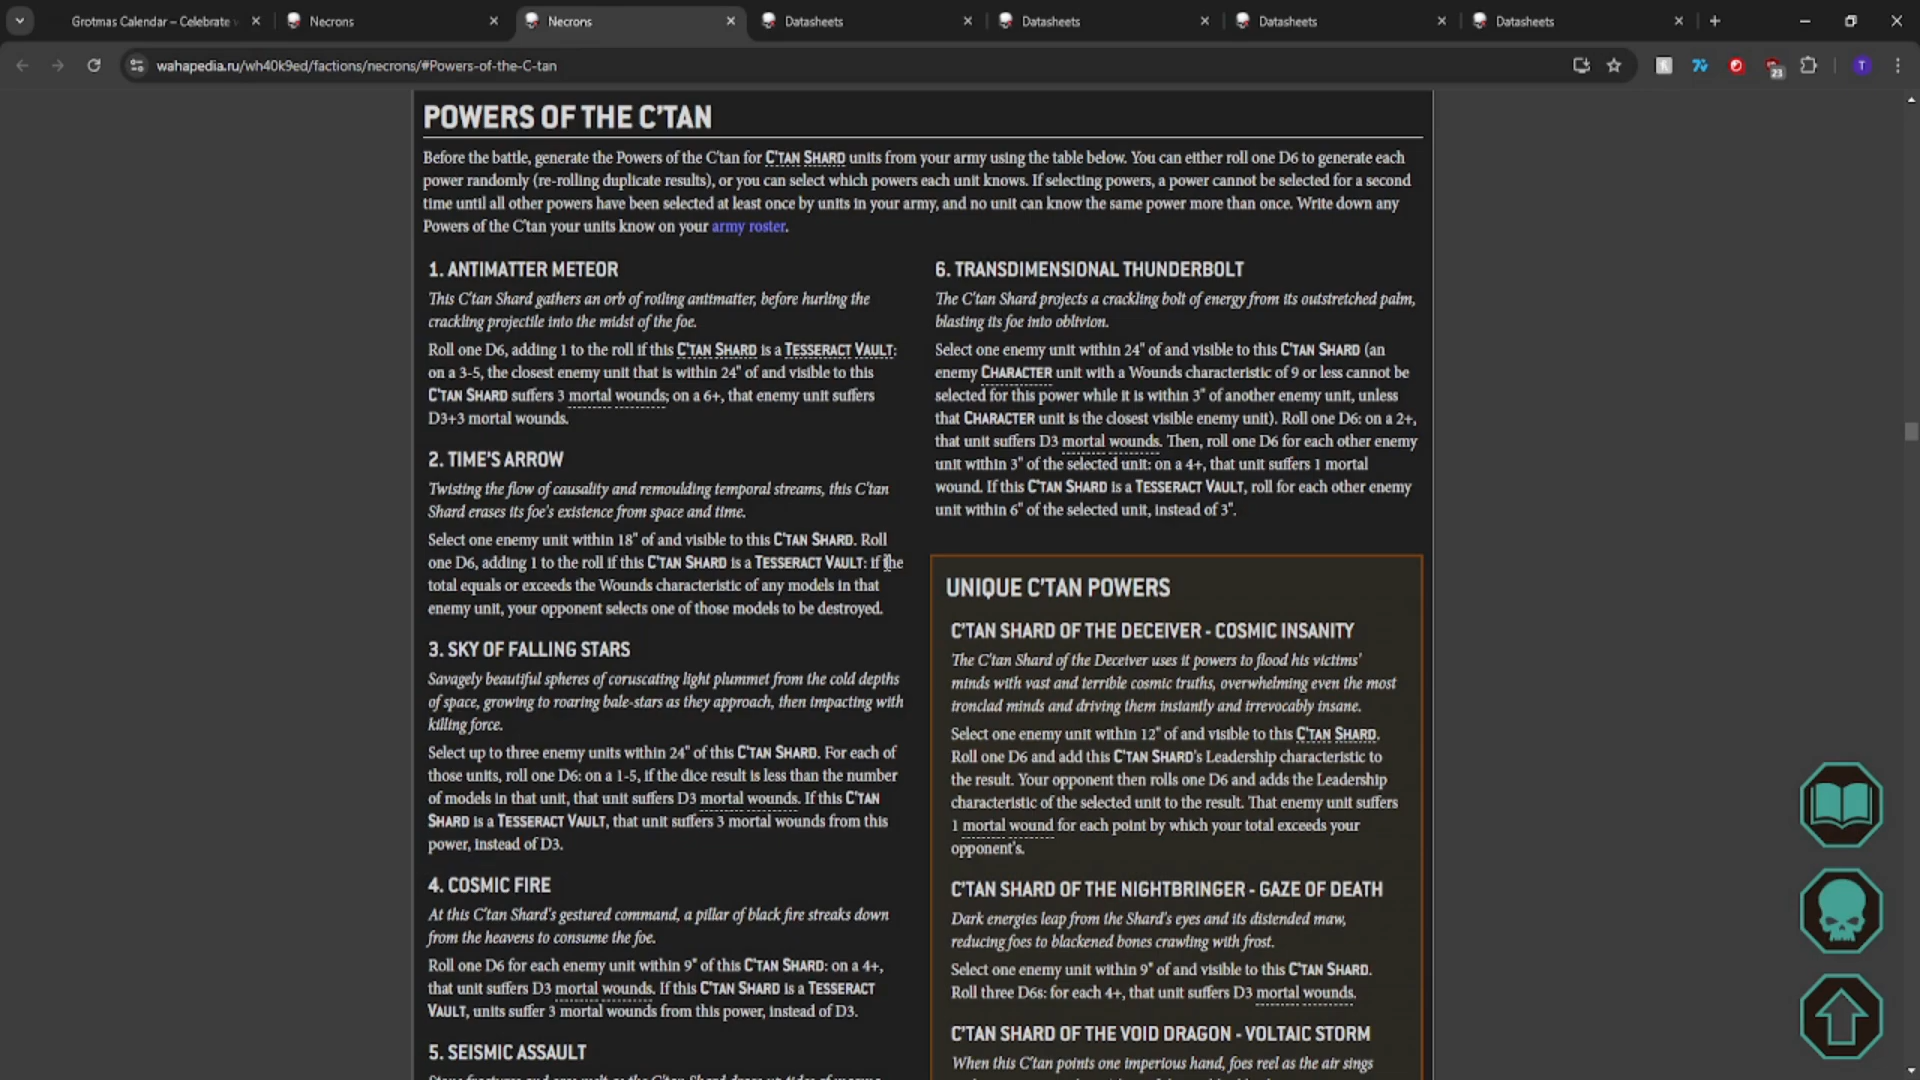 Grotmas Calendar – Celebrate
Necrons
Necrons
Datasheets
Datasheets
Datasheets
Datasheets
wahapedia.ru/wh40k9ed/factions/necrons/#Powers-of-the-C-tan
23
T
POWERS OF THE C'TAN
Before the battle, generate the Powers of the C'tan for C'TAN SHARD units from your army using the table below. You can either roll one D6 to generate each
power randomly (re-rolling duplicate results), or you can select which powers each unit knows. If selecting powers, a power cannot be selected for a second
time until all other powers have been selected at least once by units in your army, and no unit can know the same power more than once. Write down any
Powers of the C'tan your units know on your army roster.
1. ANTIMATTER METEOR
This C'tan Shard gathers an orb of roiling antimatter, before hurling the
crackling projectile into the midst of the foe.
Roll one D6, adding 1 to the roll if this C'TAN SHARD is a TESSERACT VAULT:
on a 3-5, the closest enemy unit that is within 24" of and visible to this
C'TAN SHARD suffers 3 mortal wounds; on a 6+, that enemy unit suffers
D3+3 mortal wounds.
2. TIME'S ARROW
Twisting the flow of causality and remoulding temporal streams, this C'tan
Shard erases its foe's existence from space and time.
Select one enemy unit within 18" of and visible to this C'TAN SHARD. Roll
one D6, adding 1 to the roll if this C'TAN SHARD is a TESSERACT VAULT: if the
total equals or exceeds the Wounds characteristic of any models in that
enemy unit, your opponent selects one of those models to be destroyed.
3. SKY OF FALLING STARS
Savagely beautiful spheres of coruscating light plummet from the cold depths
of space, growing to roaring bale-stars as they approach, then impacting with
killing force.
Select up to three enemy units within 24" of this C'TAN SHARD. For each of
those units, roll one D6: on a 1-5, if the dice result is less than the number
of models in that unit, that unit suffers D3 mortal wounds. If this C'TAN
SHARD is a TESSERACT VAULT, that unit suffers 3 mortal wounds from this
power, instead of D3.
4. COSMIC FIRE
At this C'tan Shard's gestured command, a pillar of black fire streaks down
from the heavens to consume the foe.
Roll one D6 for each enemy unit within 9" of this C'TAN SHARD: on a 4+,
that unit suffers D3 mortal wounds. If this C'TAN SHARD is a TESSERACT
VAULT, units suffer 3 mortal wounds from this power, instead of D3.
5. SEISMIC ASSAULT
6. TRANSDIMENSIONAL THUNDERBOLT
The C'tan Shard projects a crackling bolt of energy from its outstretched palm,
blasting its foe into oblivion.
Select one enemy unit within 24" of and visible to this C'TAN SHARD (an
enemy CHARACTER unit with a Wounds characteristic of 9 or less cannot be
selected for this power while it is within 3" of another enemy unit, unless
that CHARACTER unit is the closest visible enemy unit). Roll one D6: on a 2+,
that unit suffers D3 mortal wounds. Then, roll one D6 for each other enemy
unit within 3" of the selected unit: on a 4+, that unit suffers 1 mortal
wound. If this C'TAN SHARD is a TESSERACT VAULT, roll for each other enemy
unit within 6" of the selected unit, instead of 3".
UNIQUE C'TAN POWERS
C'TAN SHARD OF THE DECEIVER - COSMIC INSANITY
The C'tan Shard of the Deceiver uses it powers to flood his victims'
minds with vast and terrible cosmic truths, overwhelming even the most
ironclad minds and driving them instantly and irrevocably insane.
Select one enemy unit within 12" of and visible to this C'TAN SHARD.
Roll one D6 and add this C'TAN SHARD's Leadership characteristic to
the result. Your opponent then rolls one D6 and adds the Leadership
characteristic of the selected unit to the result. That enemy unit suffers
1 mortal wound for each point by which your total exceeds your
opponent's.
C'TAN SHARD OF THE NIGHTBRINGER - GAZE OF DEATH
Dark energies leap from the Shard's eyes and its distended maw,
reducing foes to blackened bones crawling with frost.
Select one enemy unit within 9" of and visible to this C'TAN SHARD.
Roll three D6s: for each 4+, that unit suffers D3 mortal wounds.
C'TAN SHARD OF THE VOID DRAGON - VOLTAIC STORM
When this C'tan points one imperious hand, foes reel as the air sings